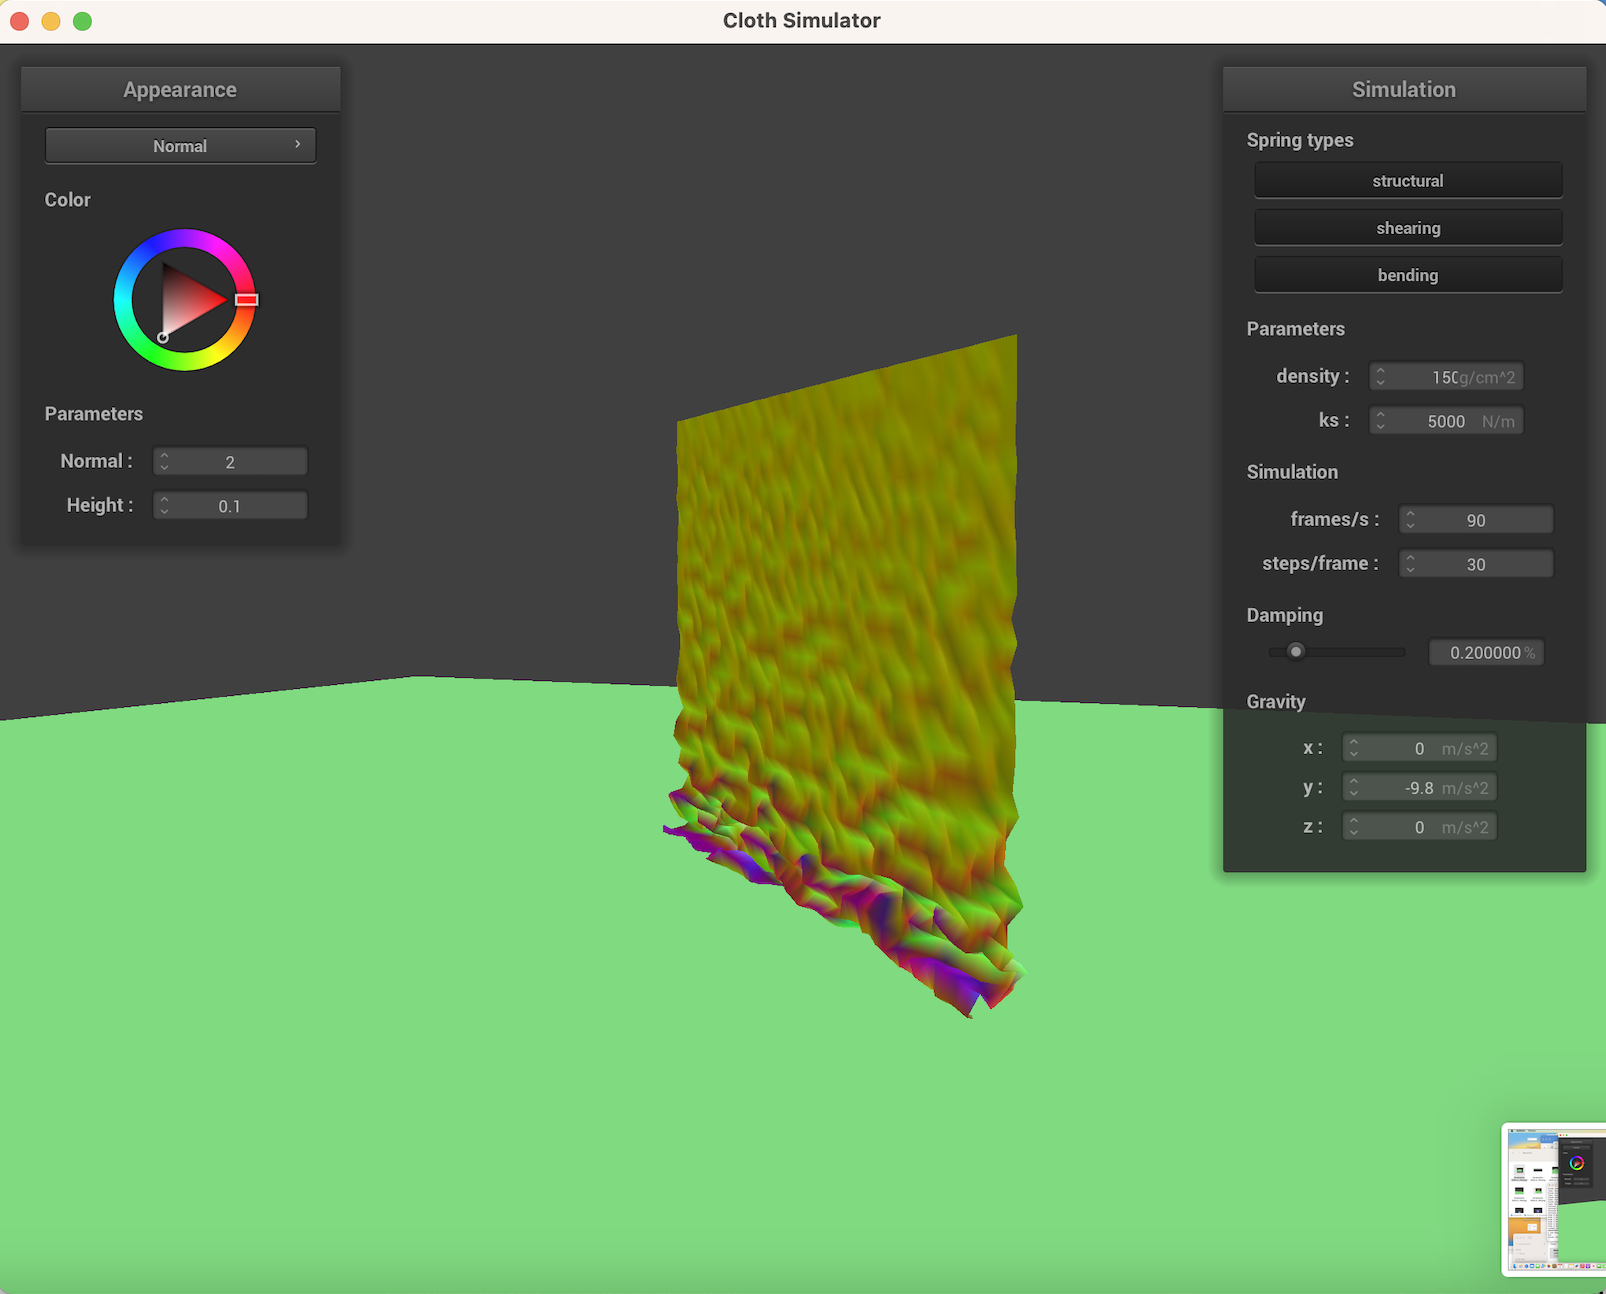 Cloth Simulator
Appearance
Normal
Color
Parameters
Normal : 2
Height : 0.1
Simulation
Spring types
structural
shearing
bending
Parameters
density : 150 g/cm^2
ks : 5000 N/m
Simulation
frames/s : 90
steps/frame : 30
Damping
0.200000 %
Gravity
x : 0 m/s^2
y : -9.8 m/s^2
z : 0 m/s^2